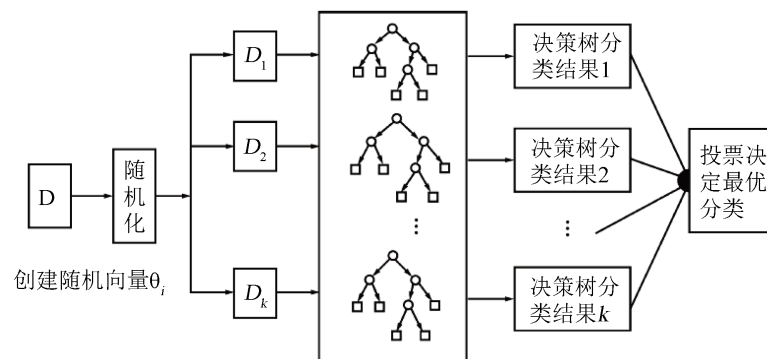 D
随
机
化
创建随机向量θi
D1
D2
Dk
⋮
决策树分
类结果1
决策树分
类结果2
⋮
决策树分
类结果k
投票决
定最优
分类